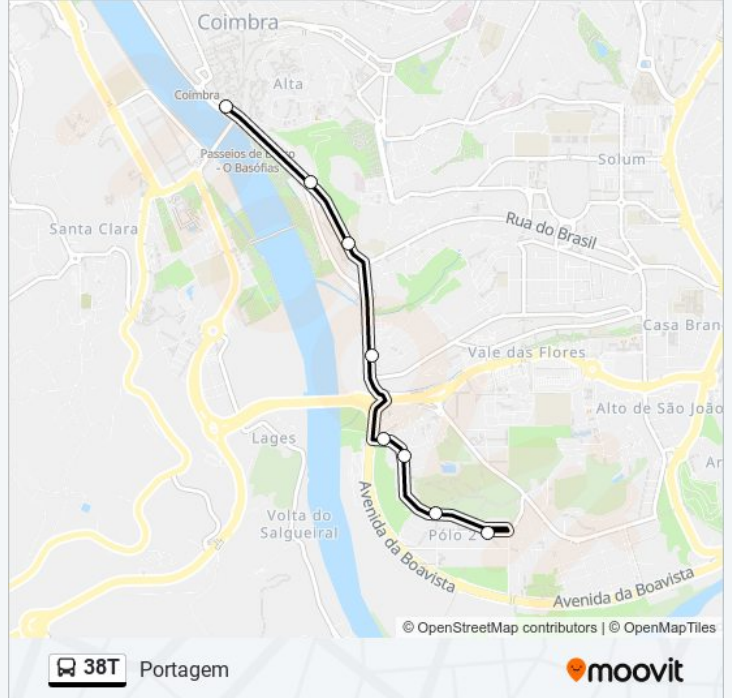 Coimbra
Alta
Coimbra
Passeios de Barco
- O Basófias
Solum
Santa Clara
Rua do Brasil
Casa Bran
Vale das Flores
Alto de São João
Lages
Ar
Volta do
Salgueiral
Avenida da Boavista
Pólo 2
Avenida da Boavista
© OpenStreetMap contributors | © OpenMapTiles
38T Portagem
moovit